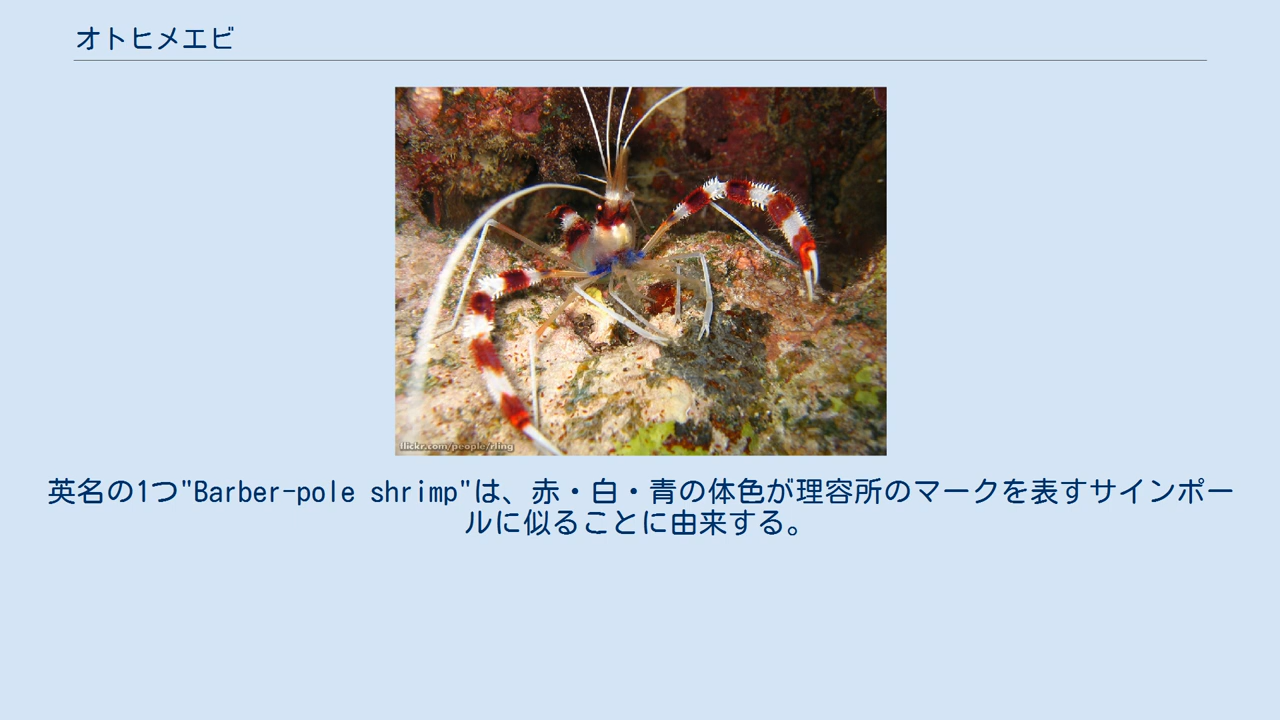 オトヒメエビ
flickr.com/people/rling
英名の1つ"Barber-pole shrimp"は、赤・白・青の体色が理容所のマークを表すサインポー
ルに似ることに由来する。